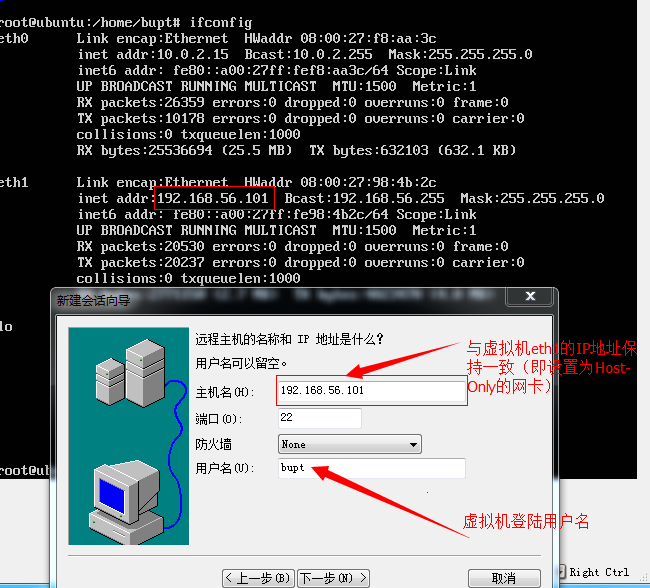 root@ubuntu:/home/bupt# ifconfig
eth0 Link encap:Ethernet HWaddr 08:00:27:f8:aa:3c
inet addr:10.0.2.15 Bcast:10.0.2.255 Mask:255.255.255.0
inet6 addr: fe80::a00:27ff:fef8:aa3c/64 Scope:Link
UP BROADCAST RUNNING MULTICAST MTU:1500 Metric:1
RX packets:26359 errors:0 dropped:0 overruns:0 frame:0
TX packets:10178 errors:0 dropped:0 overruns:0 carrier:0
collisions:0 txqueuelen:1000
RX bytes:25536694 (25.5 MB) TX bytes:632103 (632.1 KB)
eth1 Link encap:Ethernet HWaddr 08:00:27:98:4b:2c
inet addr:192.168.56.101 Bcast:192.168.56.255 Mask:255.255.255.0
inet6 addr: fe80::a00:27ff:fe98:4b2c/64 Scope:Link
UP BROADCAST RUNNING MULTICAST MTU:1500 Metric:1
RX packets:20530 errors:0 dropped:0 overruns:0 frame:0
TX packets:20237 errors:0 dropped:0 overruns:0 carrier:0
collisions:0 txqueuelen:1000
新建会话向导
lo
远程主机的名称和 IP 地址是什么?
用户名可以留空。
与虚拟机eth1的IP地址保
持一致（即设置为Host-
Only的网卡）
主机名(H): 192.168.56.101
端口(O): 22
防火墙 None
root@ub
用户名(U): bupt
虚拟机登陆用户名
< 上一步(B) 下一步(N) > 取消
Right Ctrl